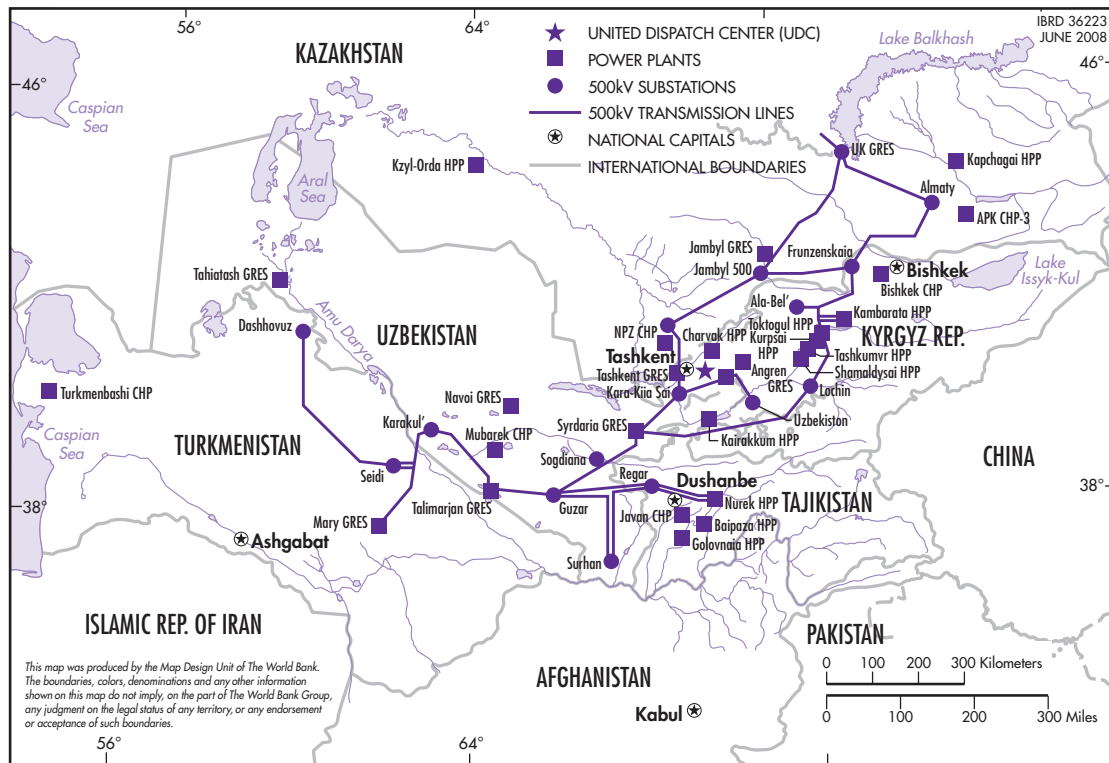 56°
64°
IBRD 36223
JUNE 2008
UNITED DISPATCH CENTER (UDC)
POWER PLANTS
500kV SUBSTATIONS
500kV TRANSMISSION LINES
NATIONAL CAPITALS
INTERNATIONAL BOUNDARIES
KAZAKHSTAN
Lake Balkhash
46°
46°
Caspian
Sea
Aral
Sea
Kzyl-Orda HPP
UK GRES
Kapchagai HPP
Almaty
APK CHP-3
Jambyl GRES
Jambyl 500
Frunzenskaia
Bishkek
Bishkek CHP
Lake
Issyk-Kul
Tahiatash GRES
Amu Darya
Dashhovuz
UZBEKISTAN
Ala-Bel'
Kambarata HPP
NPZ CHP
Charvak HPP
Toktogul HPP
Kurpsai
HPP
KYRGYZ REP.
Tashkumvr HPP
Shamaldysai HPP
Tashkent
Tashkent GRES
Angren
GRES
Lochin
Kara-Kiia Sai
Turkmenbashi CHP
Navoi GRES
Uzbekiston
Syrdaria GRES
Kairakkum HPP
Karakul'
Mubarek CHP
Caspian
Sea
TURKMENISTAN
Sogdiana
CHINA
Seidi
Regar
Dushanbe
38°
38°
Talimarjan GRES
Guzar
Nurek HPP
TAJIKISTAN
Mary GRES
Javan CHP
Baipaza HPP
Golovnaia HPP
Ashgabat
Surhan
ISLAMIC REP. OF IRAN
PAKISTAN
AFGHANISTAN
Kabul
0 100 200 300 Kilometers
0 100 200 300 Miles
This map was produced by the Map Design Unit of The World Bank.
The boundaries, colors, denominations and any other information
shown on this map do not imply, on the part of The World Bank Group,
any judgment on the legal status of any territory, or any endorsement
or acceptance of such boundaries.
56°
64°